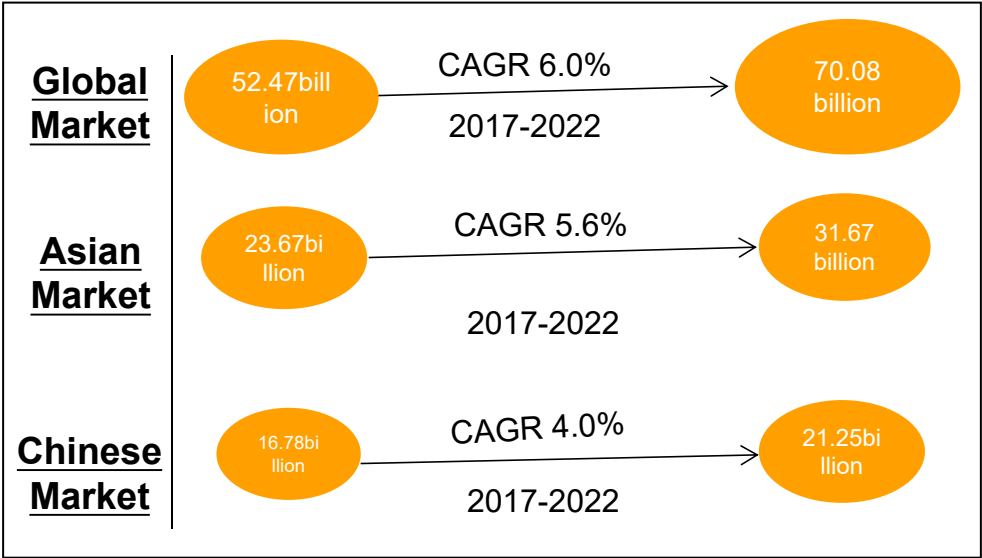 Global
Market
52.47bill
ion
CAGR 6.0%
2017-2022
70.08
billion
Asian
Market
23.67bi
llion
CAGR 5.6%
2017-2022
31.67
billion
Chinese
Market
16.78bi
llion
CAGR 4.0%
2017-2022
21.25bi
llion